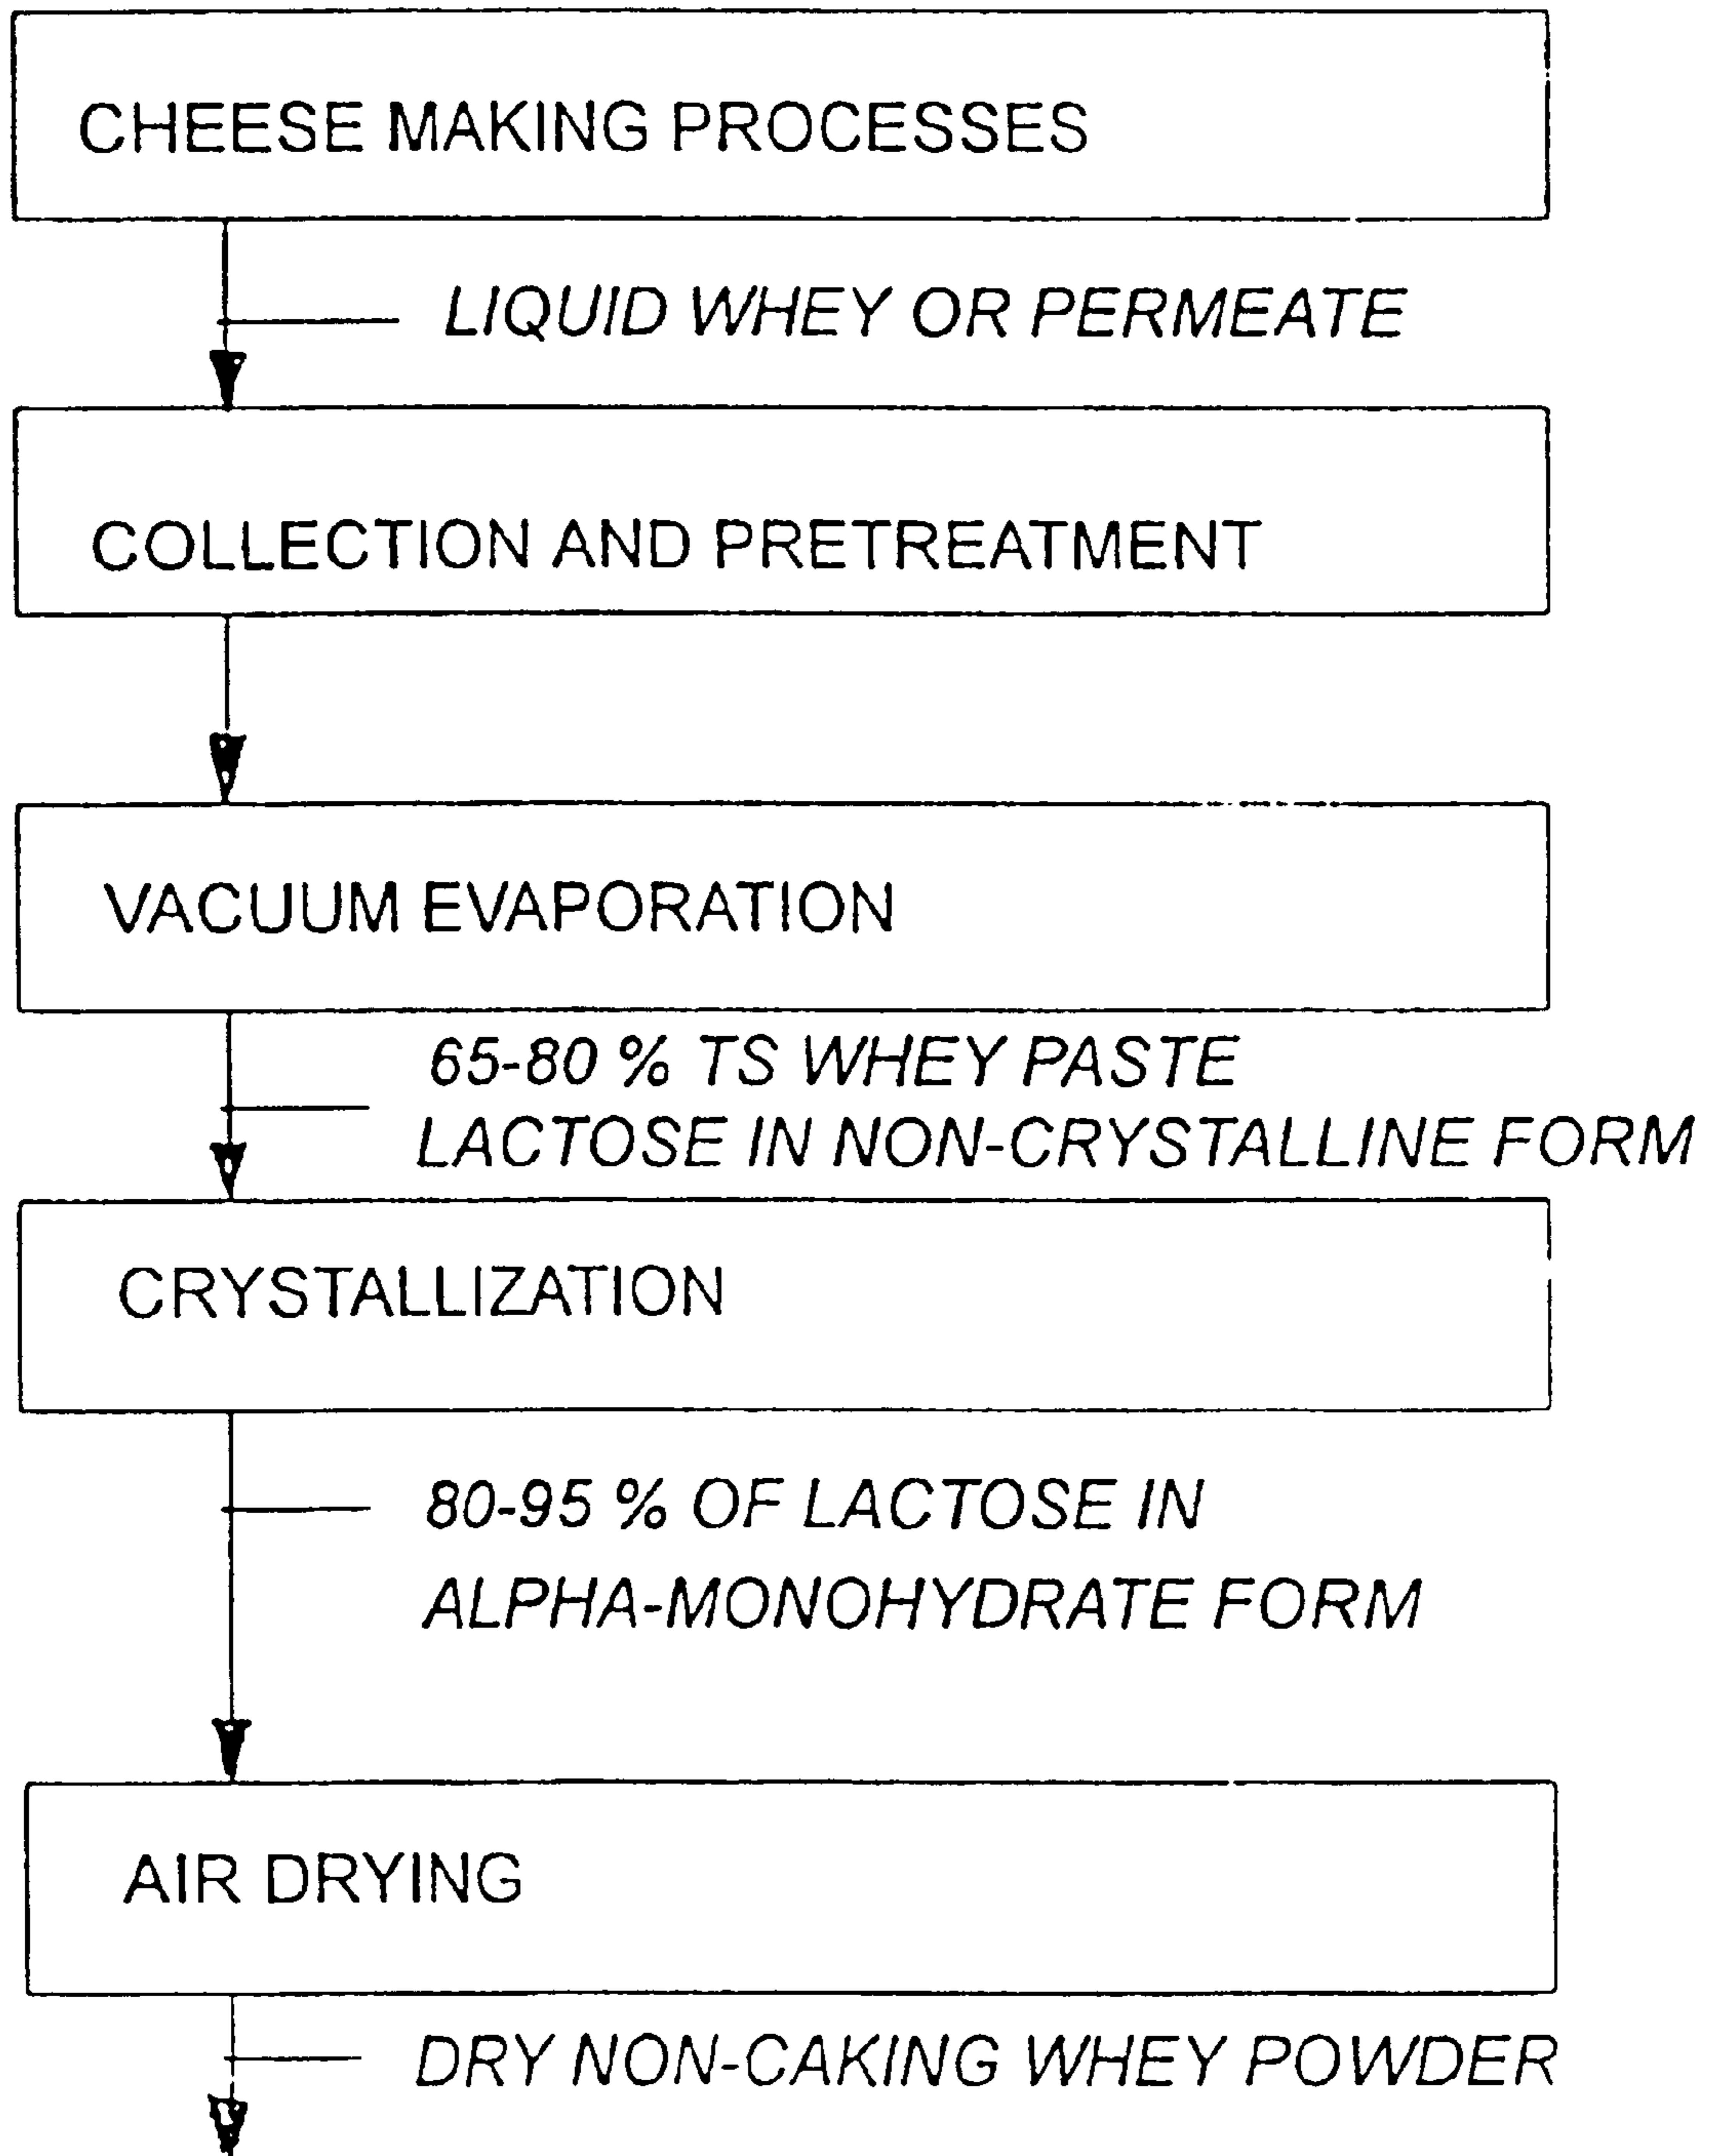 CHEESE MAKING PROCESSES
LIQUID WHEY OR PERMEATE
COLLECTION AND PRETREATMENT
VACUUM EVAPORATION
65-80 % TS WHEY PASTE
LACTOSE IN NON-CRYSTALLINE FORM
CRYSTALLIZATION
80-95 % OF LACTOSE IN
ALPHA-MONOHYDRATE FORM
AIR DRYING
DRY NON-CAKING WHEY POWDER